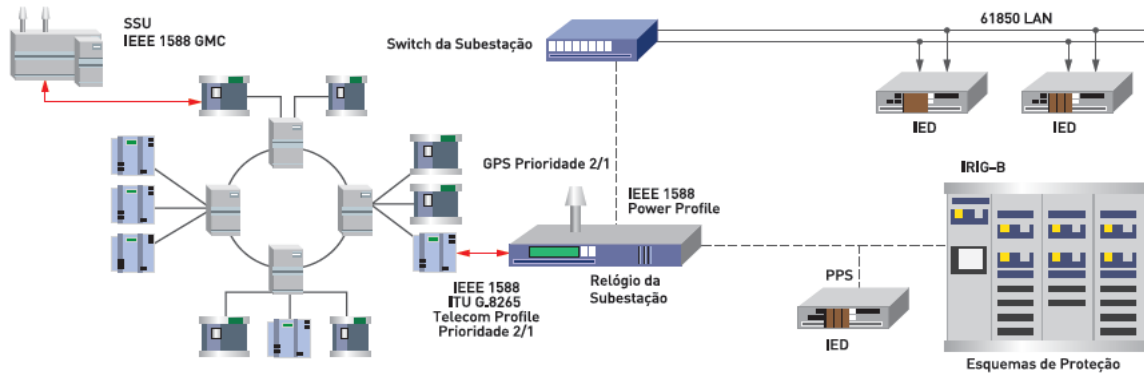 SSU
IEEE 1588 GMC
Switch da Subestação
61850 LAN
IED
IED
GPS Prioridade 2/1
IEEE 1588
Power Profile
IRIG-B
Relógio da
Subestação
IEEE 1588
ITU G.8265
Telecom Profile
Prioridade 2/1
PPS
IED
Esquemas de Proteção